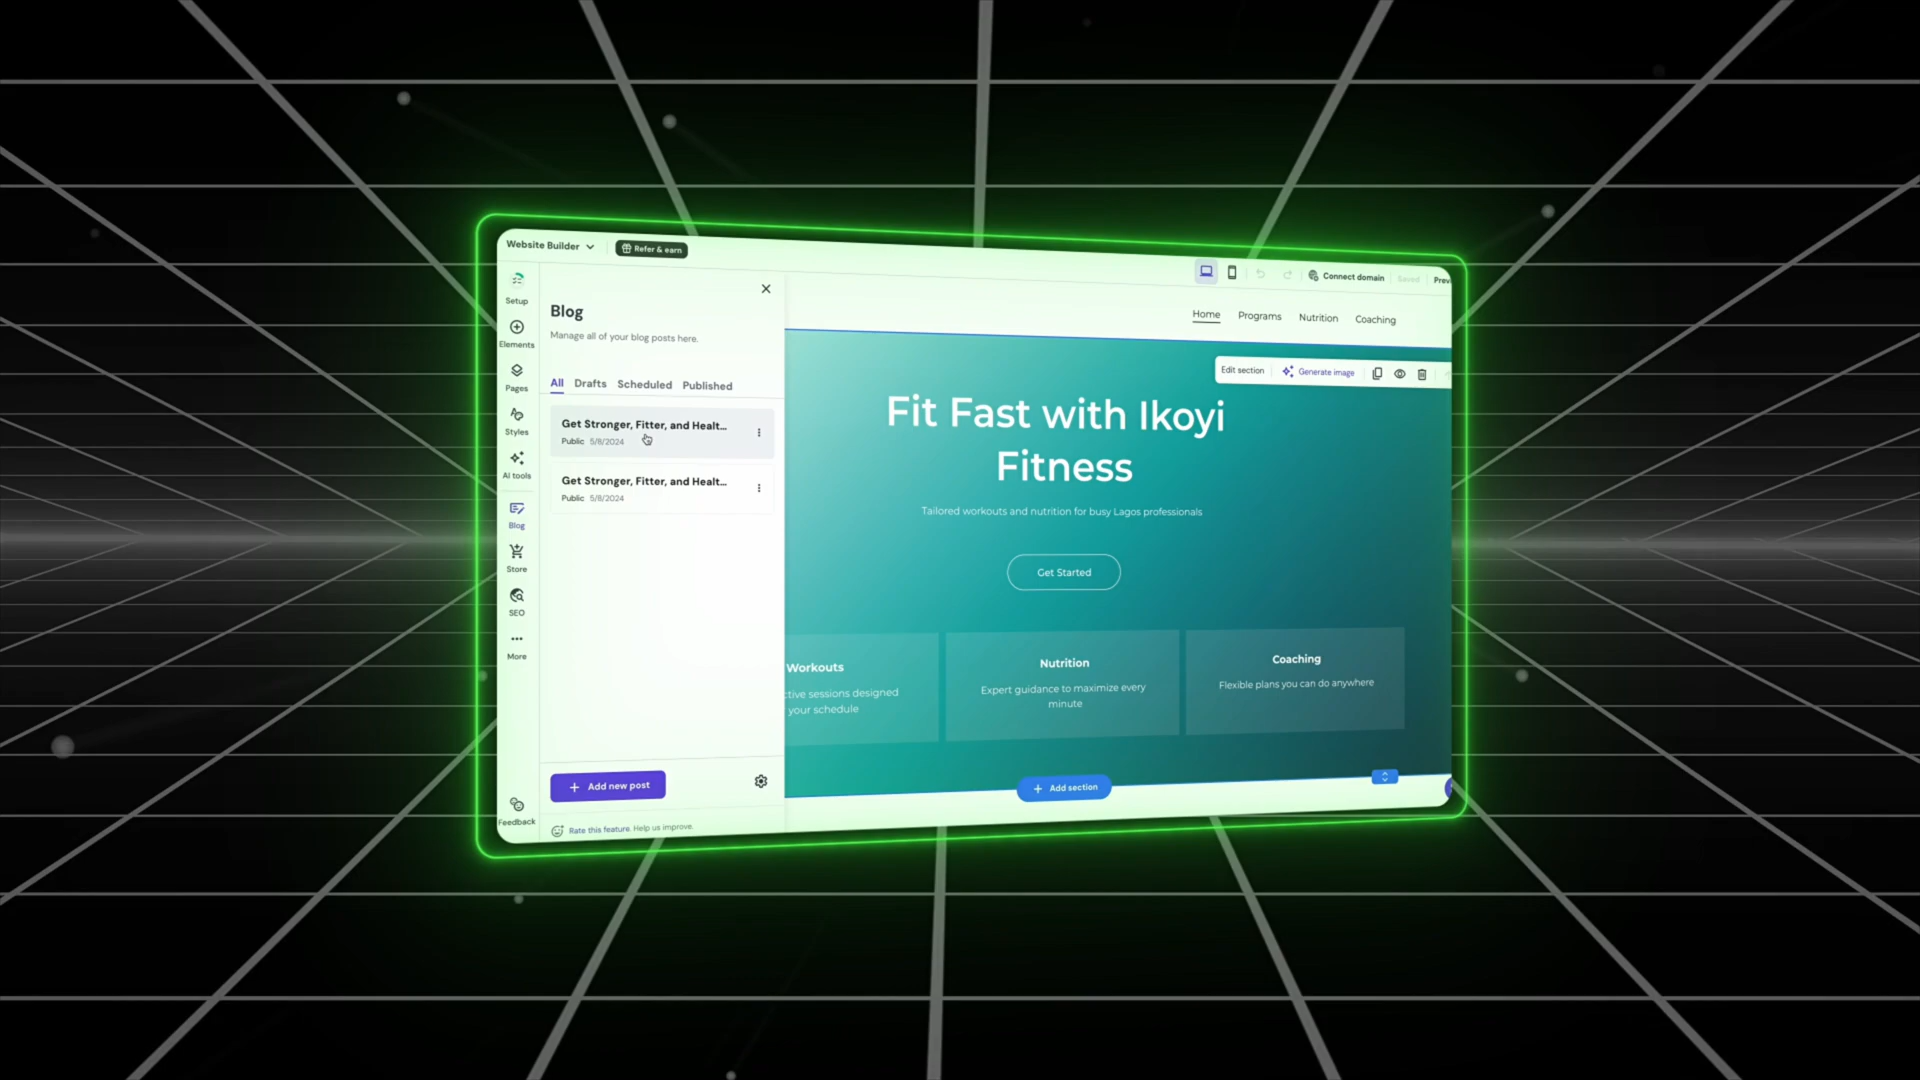 Website Builder
Refer & earn
Connect domain
Saved
Prev
Setup
Elements
Pages
Styles
AI tools
Blog
Store
SEO
More
Feedback
Blog
Manage all of your blog posts here.
All Drafts Scheduled Published
Get Stronger, Fitter, and Healt...
Public 5/8/2024
Get Stronger, Fitter, and Healt...
Public 5/8/2024
Add new post
Rate this feature. Help us improve.
Home Programs Nutrition Coaching
Edit section
Generate image
Fit Fast with Ikoyi
Fitness
Tailored workouts and nutrition for busy Lagos professionals
Get Started
Workouts
ctive sessions designed
your schedule
Nutrition
Expert guidance to maximize every
minute
Coaching
Flexible plans you can do anywhere
Add section